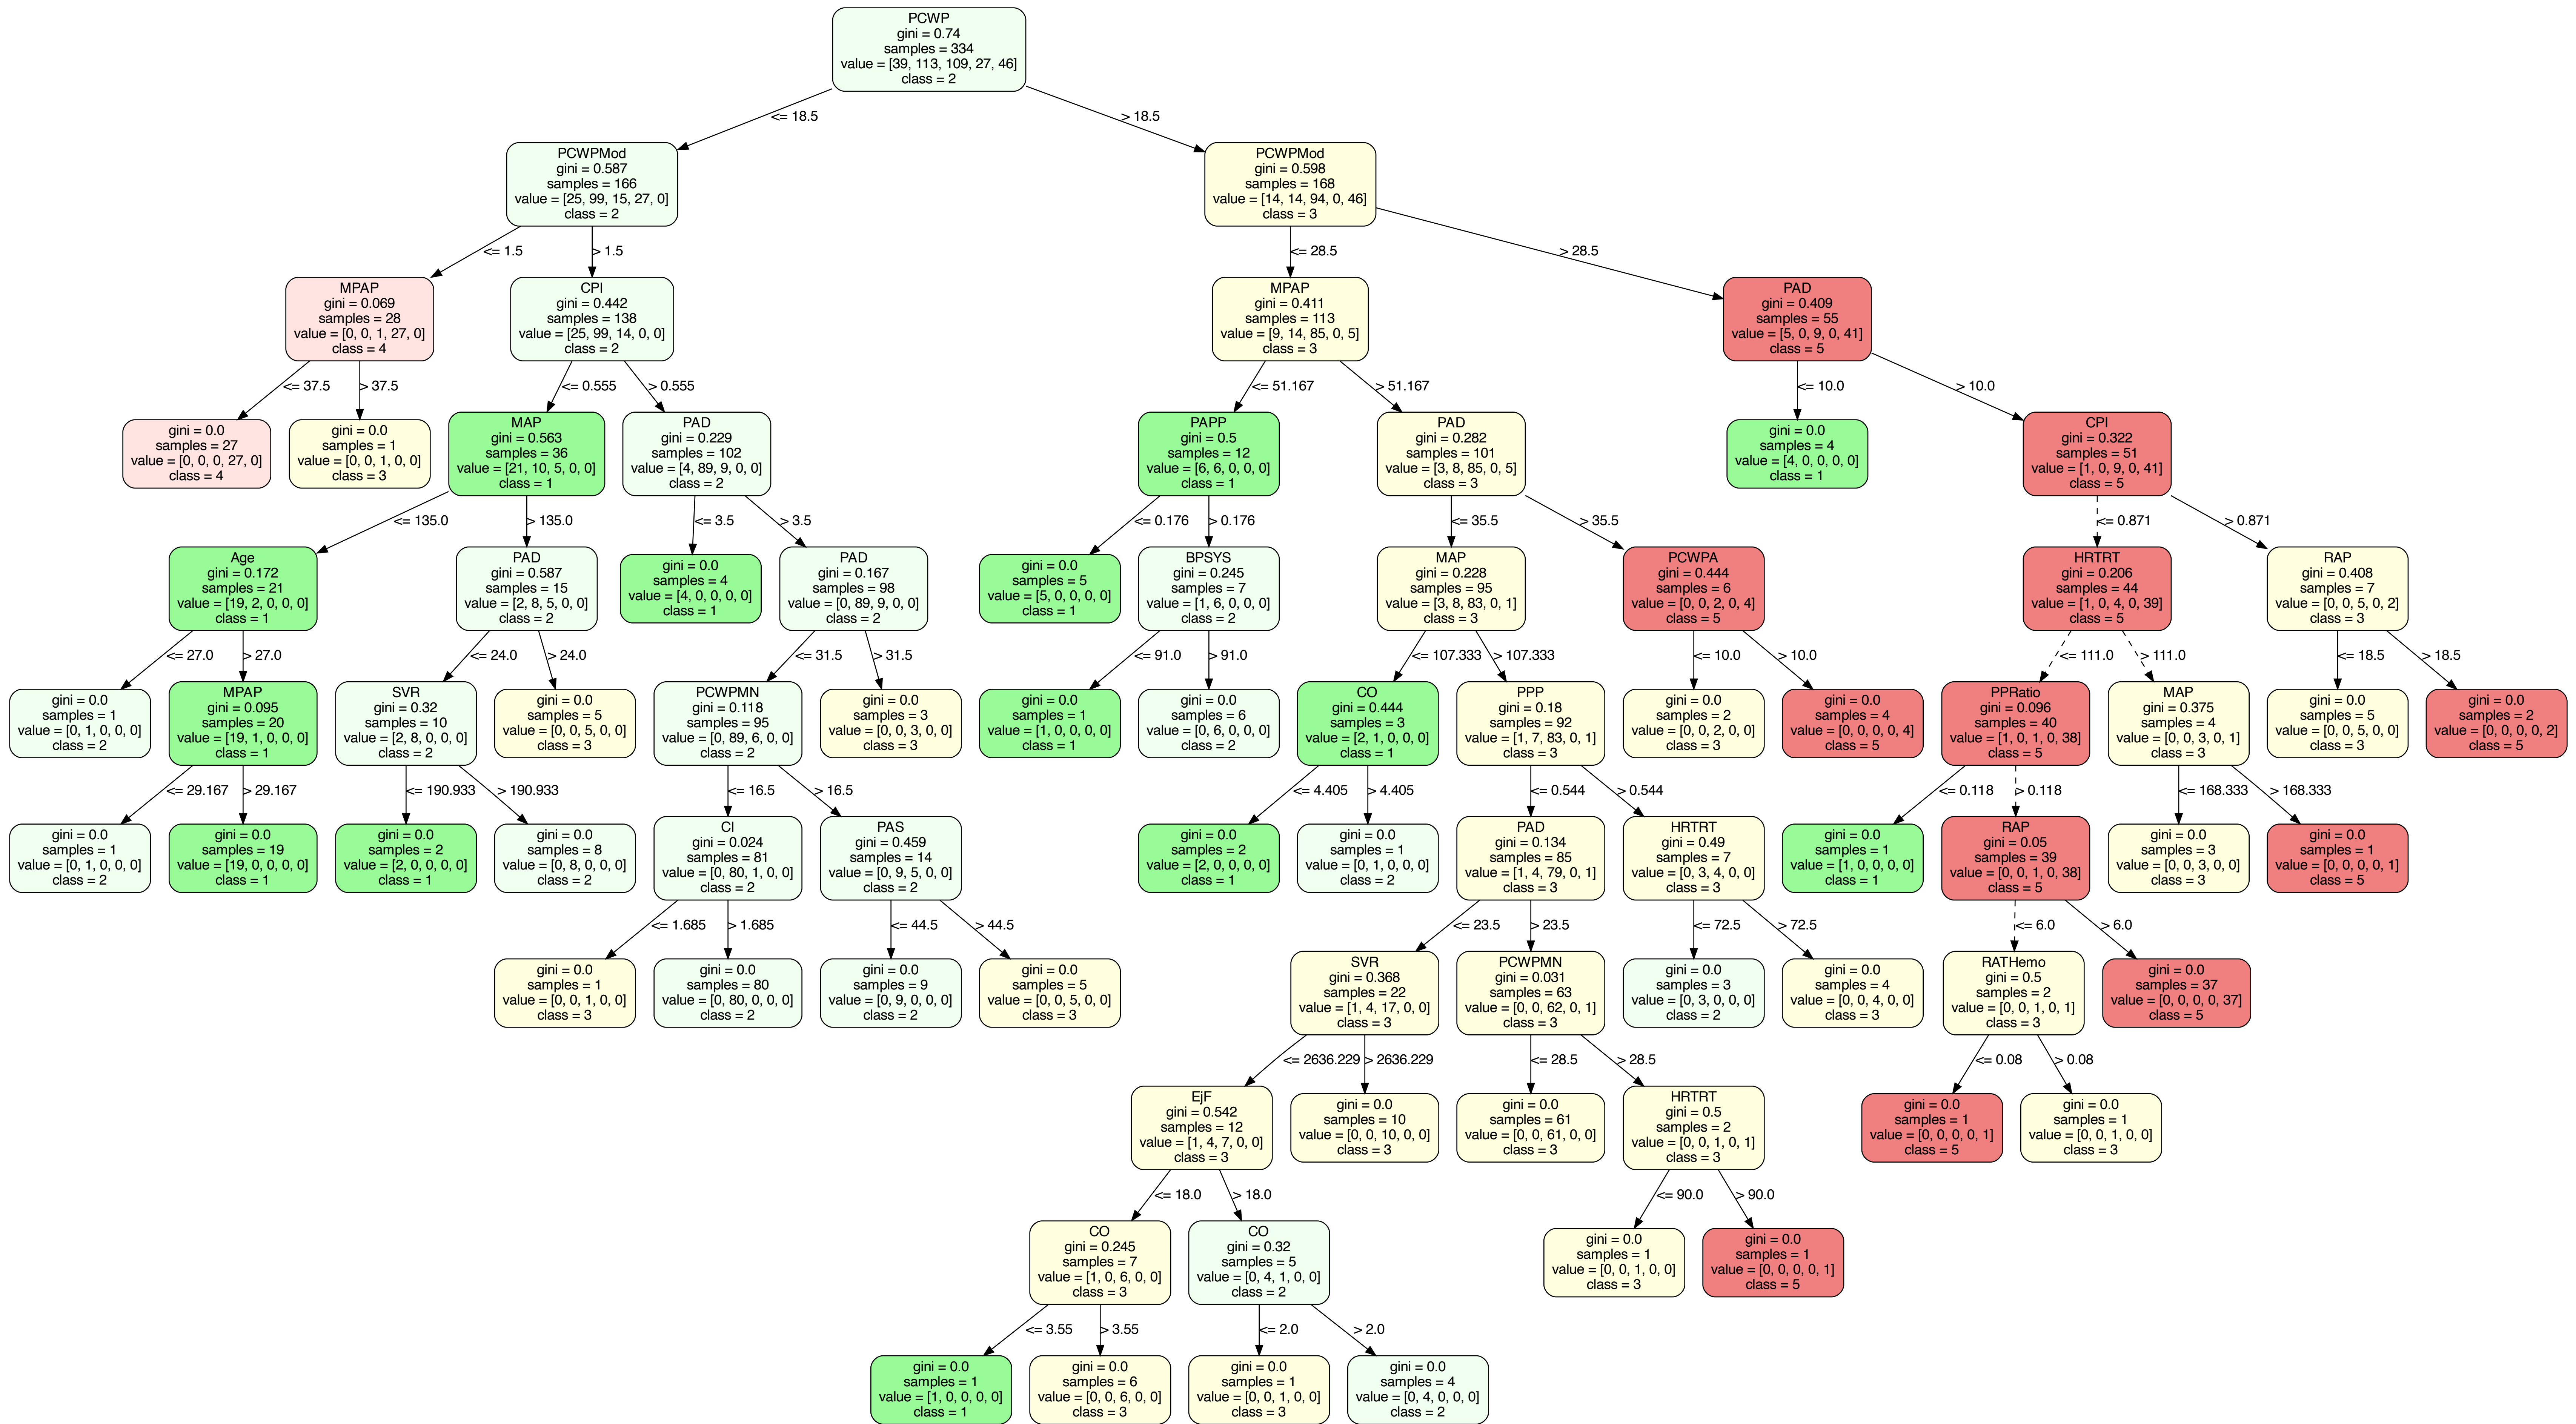 PCWP
gini = 0.74
samples = 334
value = [39, 113, 109, 27, 46]
class = 2
<= 18.5
> 18.5
PCWPMod
gini = 0.587
samples = 166
value = [25, 99, 15, 27, 0]
class = 2
PCWPMod
gini = 0.598
samples = 168
value = [14, 14, 94, 0, 46]
class = 3
<= 1.5
> 1.5
<= 28.5
> 28.5
MPAP
gini = 0.069
samples = 28
value = [0, 0, 1, 27, 0]
class = 4
CPI
gini = 0.442
samples = 138
value = [25, 99, 14, 0, 0]
class = 2
MPAP
gini = 0.411
samples = 113
value = [9, 14, 85, 0, 5]
class = 3
PAD
gini = 0.409
samples = 55
value = [5, 0, 9, 0, 41]
class = 5
<= 37.5
> 37.5
<= 0.555
> 0.555
<= 51.167
> 51.167
<= 10.0
> 10.0
gini = 0.0
samples = 27
value = [0, 0, 0, 27, 0]
class = 4
gini = 0.0
samples = 1
value = [0, 0, 1, 0, 0]
class = 3
MAP
gini = 0.563
samples = 36
value = [21, 10, 5, 0, 0]
class = 1
PAD
gini = 0.229
samples = 102
value = [4, 89, 9, 0, 0]
class = 2
PAPP
gini = 0.5
samples = 12
value = [6, 6, 0, 0, 0]
class = 1
PAD
gini = 0.282
samples = 101
value = [3, 8, 85, 0, 5]
class = 3
gini = 0.0
samples = 4
value = [4, 0, 0, 0, 0]
class = 1
CPI
gini = 0.322
samples = 51
value = [1, 0, 9, 0, 41]
class = 5
<= 135.0
> 135.0
<= 3.5
> 3.5
<= 0.176
> 0.176
<= 35.5
> 35.5
<= 0.871
> 0.871
Age
gini = 0.172
samples = 21
value = [19, 2, 0, 0, 0]
class = 1
PAD
gini = 0.587
samples = 15
value = [2, 8, 5, 0, 0]
class = 2
gini = 0.0
samples = 4
value = [4, 0, 0, 0, 0]
class = 1
PAD
gini = 0.167
samples = 98
value = [0, 89, 9, 0, 0]
class = 2
gini = 0.0
samples = 5
value = [5, 0, 0, 0, 0]
class = 1
BPSYS
gini = 0.245
samples = 7
value = [1, 6, 0, 0, 0]
class = 2
MAP
gini = 0.228
samples = 95
value = [3, 8, 83, 0, 1]
class = 3
PCWPA
gini = 0.444
samples = 6
value = [0, 0, 2, 0, 4]
class = 5
HRTRT
gini = 0.206
samples = 44
value = [1, 0, 4, 0, 39]
class = 5
RAP
gini = 0.408
samples = 7
value = [0, 0, 5, 0, 2]
class = 3
<= 27.0
> 27.0
<= 24.0
> 24.0
<= 31.5
> 31.5
<= 91.0
> 91.0
<= 107.333
> 107.333
<= 10.0
> 10.0
<= 111.0
> 111.0
<= 18.5
> 18.5
gini = 0.0
samples = 1
value = [0, 1, 0, 0, 0]
class = 2
MPAP
gini = 0.095
samples = 20
value = [19, 1, 0, 0, 0]
class = 1
SVR
gini = 0.32
samples = 10
value = [2, 8, 0, 0, 0]
class = 2
gini = 0.0
samples = 5
value = [0, 0, 5, 0, 0]
class = 3
PCWPMN
gini = 0.118
samples = 95
value = [0, 89, 6, 0, 0]
class = 2
gini = 0.0
samples = 3
value = [0, 0, 3, 0, 0]
class = 3
gini = 0.0
samples = 1
value = [1, 0, 0, 0, 0]
class = 1
gini = 0.0
samples = 6
value = [0, 6, 0, 0, 0]
class = 2
CO
gini = 0.444
samples = 3
value = [2, 1, 0, 0, 0]
class = 1
PPP
gini = 0.18
samples = 92
value = [1, 7, 83, 0, 1]
class = 3
gini = 0.0
samples = 2
value = [0, 0, 2, 0, 0]
class = 3
gini = 0.0
samples = 4
value = [0, 0, 0, 0, 4]
class = 5
PPRatio
gini = 0.096
samples = 40
value = [1, 0, 1, 0, 38]
class = 5
MAP
gini = 0.375
samples = 4
value = [0, 0, 3, 0, 1]
class = 3
gini = 0.0
samples = 5
value = [0, 0, 5, 0, 0]
class = 3
gini = 0.0
samples = 2
value = [0, 0, 0, 0, 2]
class = 5
<= 29.167
> 29.167
<= 190.933
> 190.933
<= 16.5
> 16.5
<= 4.405
> 4.405
<= 0.544
> 0.544
<= 0.118
> 0.118
<= 168.333
> 168.333
gini = 0.0
samples = 1
value = [0, 1, 0, 0, 0]
class = 2
gini = 0.0
samples = 19
value = [19, 0, 0, 0, 0]
class = 1
gini = 0.0
samples = 2
value = [2, 0, 0, 0, 0]
class = 1
gini = 0.0
samples = 8
value = [0, 8, 0, 0, 0]
class = 2
CI
gini = 0.024
samples = 81
value = [0, 80, 1, 0, 0]
class = 2
PAS
gini = 0.459
samples = 14
value = [0, 9, 5, 0, 0]
class = 2
gini = 0.0
samples = 2
value = [2, 0, 0, 0, 0]
class = 1
gini = 0.0
samples = 1
value = [0, 1, 0, 0, 0]
class = 2
PAD
gini = 0.134
samples = 85
value = [1, 4, 79, 0, 1]
class = 3
HRTRT
gini = 0.49
samples = 7
value = [0, 3, 4, 0, 0]
class = 3
gini = 0.0
samples = 1
value = [1, 0, 0, 0, 0]
class = 1
RAP
gini = 0.05
samples = 39
value = [0, 0, 1, 0, 38]
class = 5
gini = 0.0
samples = 3
value = [0, 0, 3, 0, 0]
class = 3
gini = 0.0
samples = 1
value = [0, 0, 0, 0, 1]
class = 5
<= 1.685
> 1.685
<= 44.5
> 44.5
<= 23.5
> 23.5
<= 72.5
> 72.5
<= 6.0
> 6.0
gini = 0.0
samples = 1
value = [0, 0, 1, 0, 0]
class = 3
gini = 0.0
samples = 80
value = [0, 80, 0, 0, 0]
class = 2
gini = 0.0
samples = 9
value = [0, 9, 0, 0, 0]
class = 2
gini = 0.0
samples = 5
value = [0, 0, 5, 0, 0]
class = 3
SVR
gini = 0.368
samples = 22
value = [1, 4, 17, 0, 0]
class = 3
PCWPMN
gini = 0.031
samples = 63
value = [0, 0, 62, 0, 1]
class = 3
gini = 0.0
samples = 3
value = [0, 3, 0, 0, 0]
class = 2
gini = 0.0
samples = 4
value = [0, 0, 4, 0, 0]
class = 3
RATHemo
gini = 0.5
samples = 2
value = [0, 0, 1, 0, 1]
class = 3
gini = 0.0
samples = 37
value = [0, 0, 0, 0, 37]
class = 5
<= 2636.229
> 2636.229
<= 28.5
> 28.5
<= 0.08
> 0.08
EjF
gini = 0.542
samples = 12
value = [1, 4, 7, 0, 0]
class = 3
gini = 0.0
samples = 10
value = [0, 0, 10, 0, 0]
class = 3
gini = 0.0
samples = 61
value = [0, 0, 61, 0, 0]
class = 3
HRTRT
gini = 0.5
samples = 2
value = [0, 0, 1, 0, 1]
class = 3
gini = 0.0
samples = 1
value = [0, 0, 0, 0, 1]
class = 5
gini = 0.0
samples = 1
value = [0, 0, 1, 0, 0]
class = 3
<= 18.0
> 18.0
<= 90.0
> 90.0
CO
gini = 0.245
samples = 7
value = [1, 0, 6, 0, 0]
class = 3
CO
gini = 0.32
samples = 5
value = [0, 4, 1, 0, 0]
class = 2
gini = 0.0
samples = 1
value = [0, 0, 1, 0, 0]
class = 3
gini = 0.0
samples = 1
value = [0, 0, 0, 0, 1]
class = 5
<= 3.55
> 3.55
<= 2.0
> 2.0
gini = 0.0
samples = 1
value = [1, 0, 0, 0, 0]
class = 1
gini = 0.0
samples = 6
value = [0, 0, 6, 0, 0]
class = 3
gini = 0.0
samples = 1
value = [0, 0, 1, 0, 0]
class = 3
gini = 0.0
samples = 4
value = [0, 4, 0, 0, 0]
class = 2